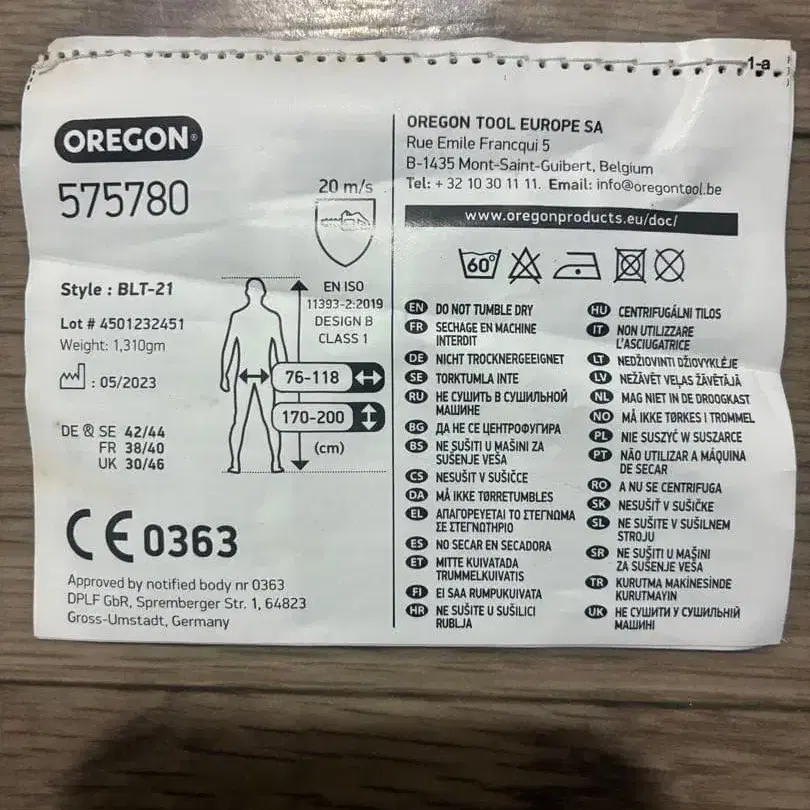 1-a
OREGON®
575780
20 m/s
Style : BLT-21
Lot # 4501232451
Weight: 1,310gm
: 05/2023
DE & SE 42/44
FR 38/40
UK 30/46
EN ISO
11393-2:2019
DESIGN B
CLASS 1
76-118
170-200
(cm)
CE 0363
Approved by notified body nr 0363
DPLF GbR, Spremberger Str. 1, 64823
Gross-Umstadt, Germany
OREGON TOOL EUROPE SA
Rue Emile Francqui 5
B-1435 Mont-Saint-Guibert, Belgium
Tel: + 32 10 30 11 11. Email: info@oregontool.be
www.oregonproducts.eu/doc/
60°
EN DO NOT TUMBLE DRY
FR SECHAGE EN MACHINE
INTERDIT
DE NICHT TROCKNERGEEIGNET
SE TORKTUMLA INTE
RU НЕ СУШИТЬ В СУШИЛЬНОЙ
МАШИНЕ
BG ДА НЕ СЕ ЦЕНТРОФУГИРА
BS NE SUŠITI U MAŠINI ZA
SUŠENJE VEŠA
CS NESUŠIT V SUŠIČCE
DA MÅ IKKE TØRRETUMBLES
EL ΑΠΑΓΟΡΕΥΕΤΑΙ ΤΟ ΣΤΕΓΝΩΜΑ
ΣΕ ΣΤΕΓΝΩΤΗΡΙΟ
ES NO SECAR EN SECADORA
ET MITTE KUIVATADA
TRUMMELKUIVATIS
FI EI SAA RUMPUKUIVATA
HR NE SUŠITE U SUŠILICI
RUBLJA
HU CENTRIFUGÁLNI TILOS
IT NON UTILIZZARE
L'ASCIUGATRICE
LT NEDŽIOVINTI DŽIOVYKLĖJE
LV NEŽĀVĒT VEĻAS ŽĀVĒTĀJĀ
NL MAG NIET IN DE DROOGKAST
NO MÅ IKKE TØRKES I TROMMEL
PL NIE SUSZYĆ W SUSZARCE
PT NÃO UTILIZAR A MÁQUINA
DE SECAR
RO A NU SE CENTRIFUGA
SK NESUŠIŤ V SUŠIČKE
SL NE SUŠITE V SUŠILNEM
STROJU
SR NE SUŠITI U MAŠINI
ZA SUŠENJE VEŠA
TR KURUTMA MAKİNESİNDE
KURUTMAYIN
UK НЕ СУШИТИ У СУШИЛЬНІЙ
МАШИНІ